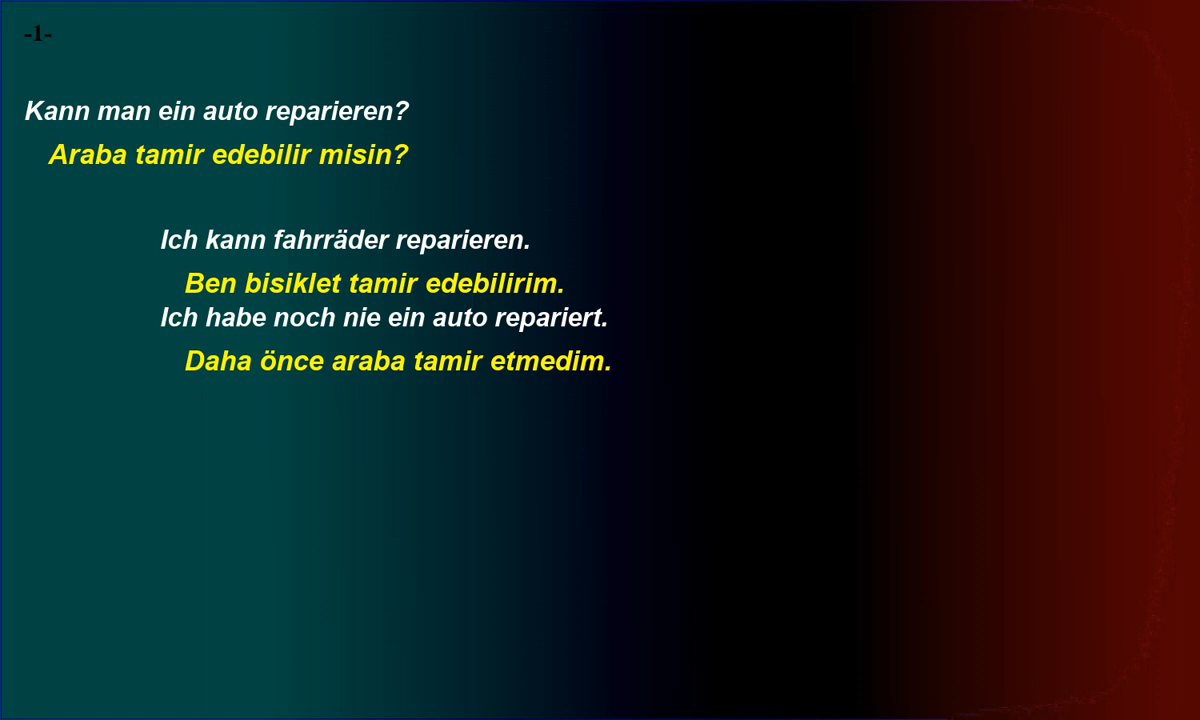 -1-
Kann man ein auto reparieren?
Araba tamir edebilir misin?
Ich kann fahrräder reparieren.
Ben bisiklet tamir edebilirim.
Ich habe noch nie ein auto repariert.
Daha önce araba tamir etmedim.